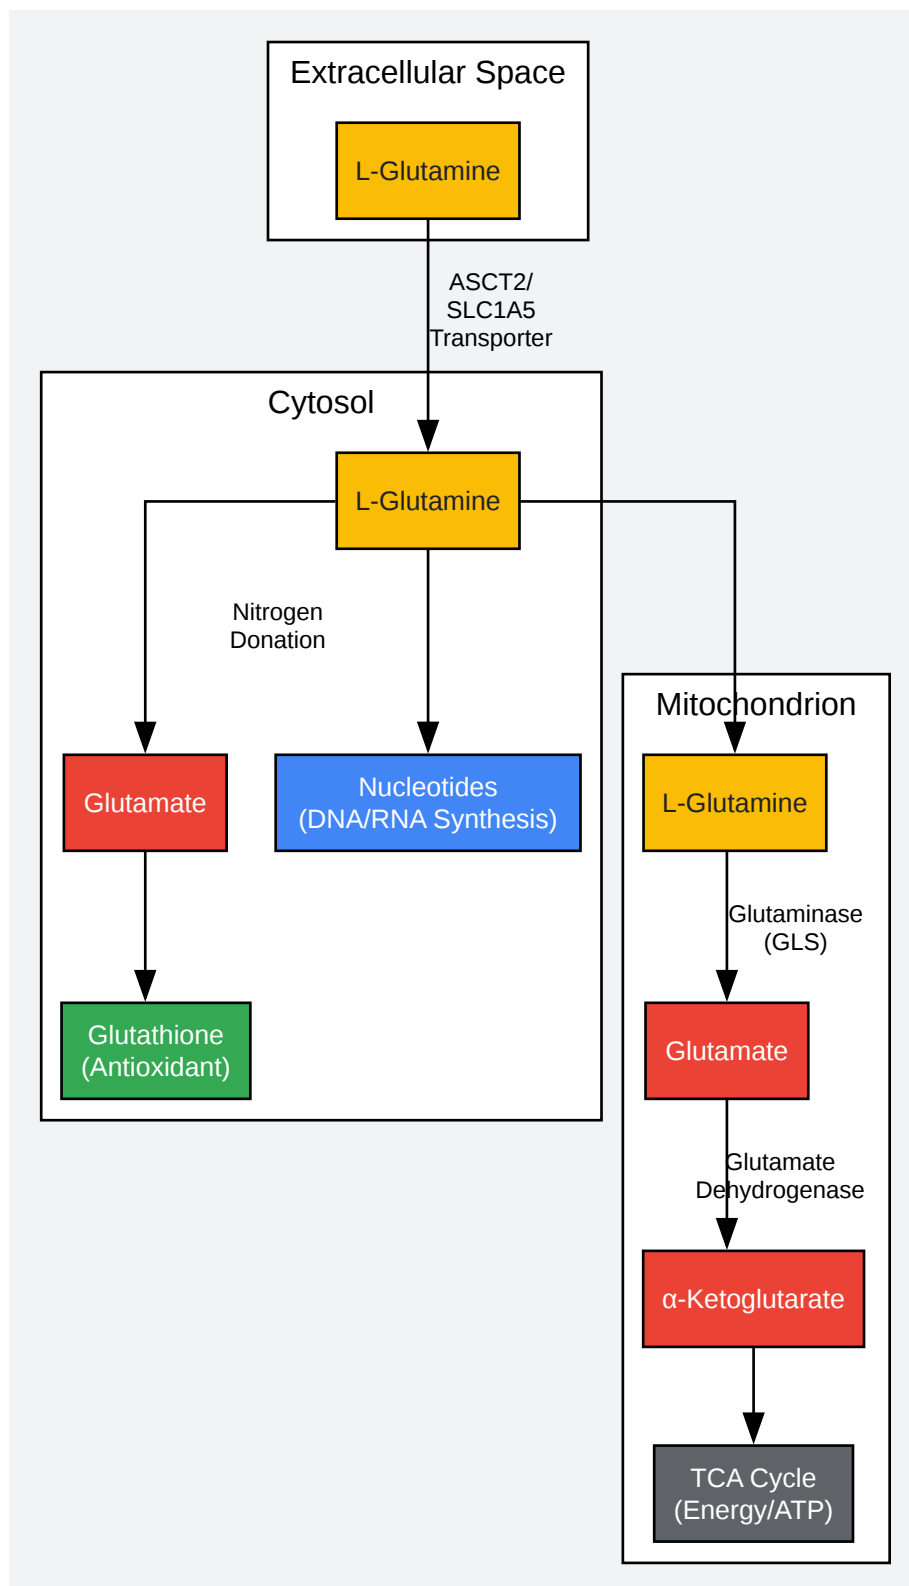 Extracellular Space
L-Glutamine
ASCT2/
SLC1A5
Transporter
Cytosol
L-Glutamine
Nitrogen
Donation
Glutamate
Nucleotides
(DNA/RNA Synthesis)
Glutathione
(Antioxidant)
Mitochondrion
L-Glutamine
Glutaminase
(GLS)
Glutamate
Glutamate
Dehydrogenase
α-Ketoglutarate
TCA Cycle
(Energy/ATP)